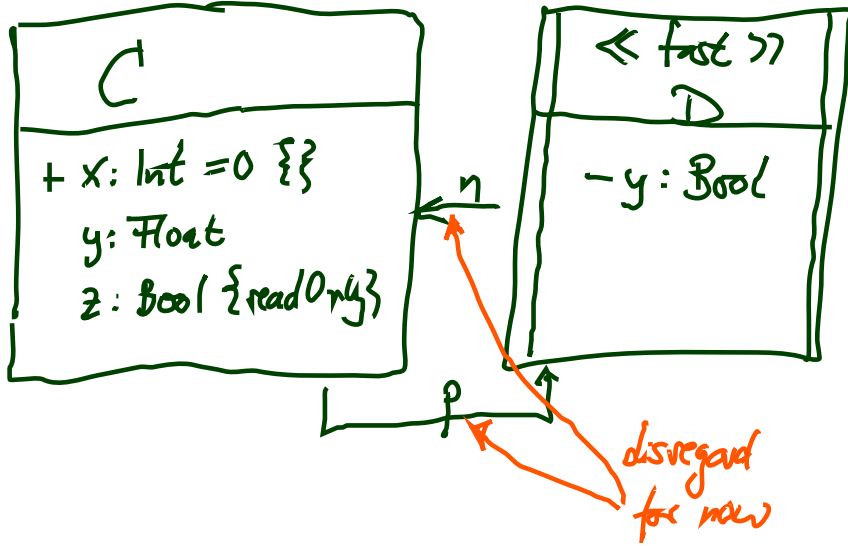 C
+ x: Int = 0 {}
y: Float
z: Bool {readOnly}
n
<< fast >>
D
- y: Bool
p
disregard
for now